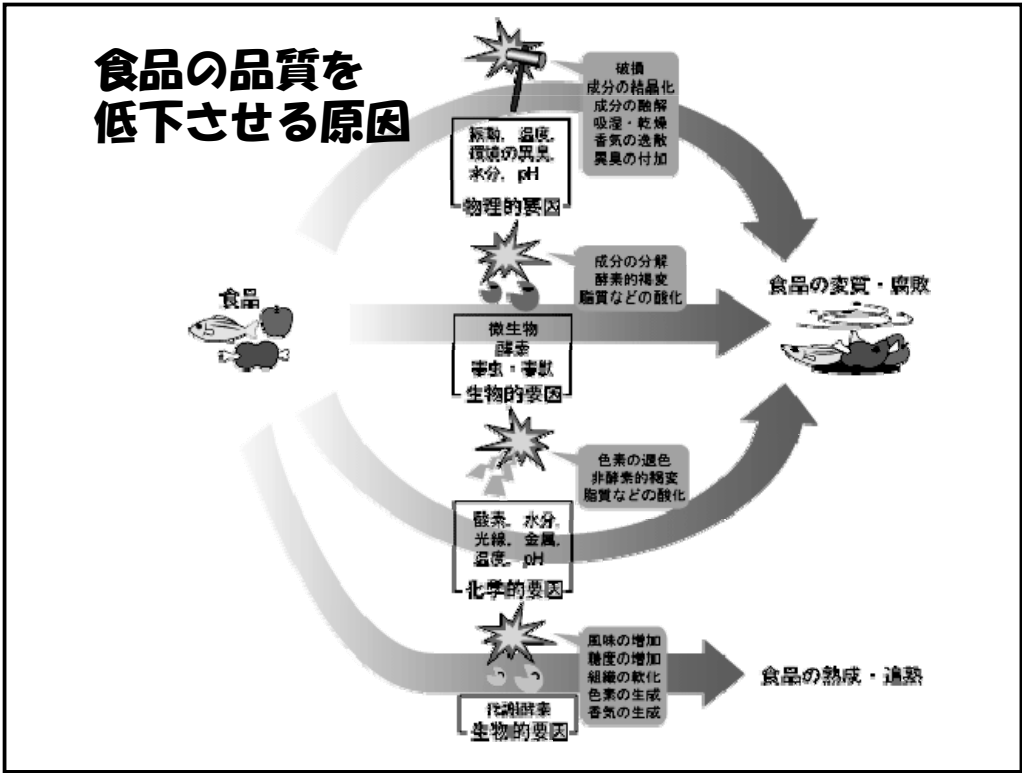 食品の品質を
低下させる原因
破損
成分の結晶化
成分の融解
吸湿・乾燥
香気の逸散
異臭の付加
振動，温度，
環境の異臭，
水分，pH
物理的要因
成分の分解
酵素的褐変
脂質などの酸化
食品
食品の変質・腐敗
微生物
酵素
害虫・害獣
生物的要因
色素の退色
非酵素的褐変
脂質などの酸化
酸素，水分，
光線，金属，
温度，pH
化学的要因
風味の増加
糖度の増加
組織の軟化
色素の生成
香気の生成
食品の熟成・追熟
代謝酵素
生物的要因